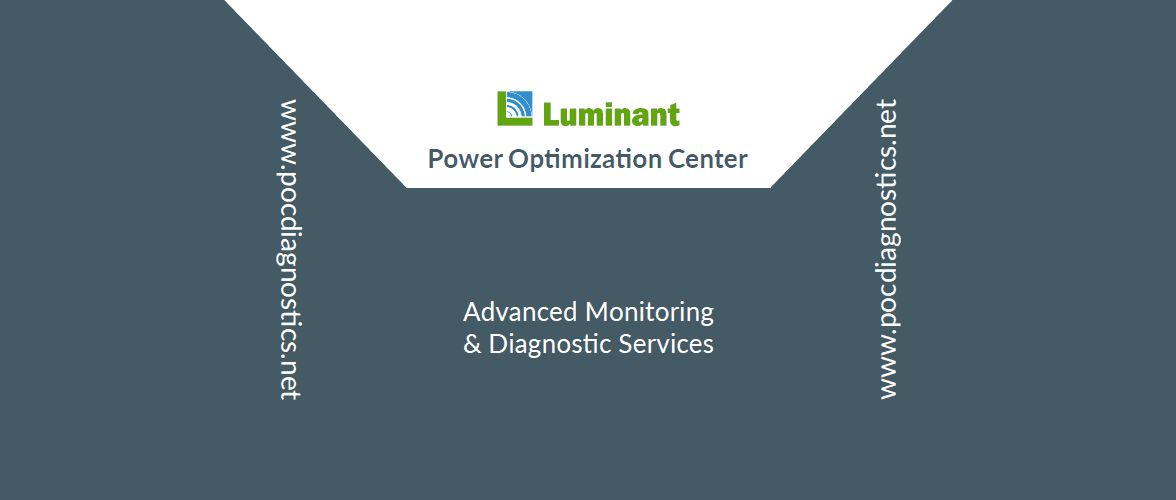 Luminant
Power Optimization Center
www.pocdiagnostics.net
www.pocdiagnostics.net
Advanced Monitoring
& Diagnostic Services